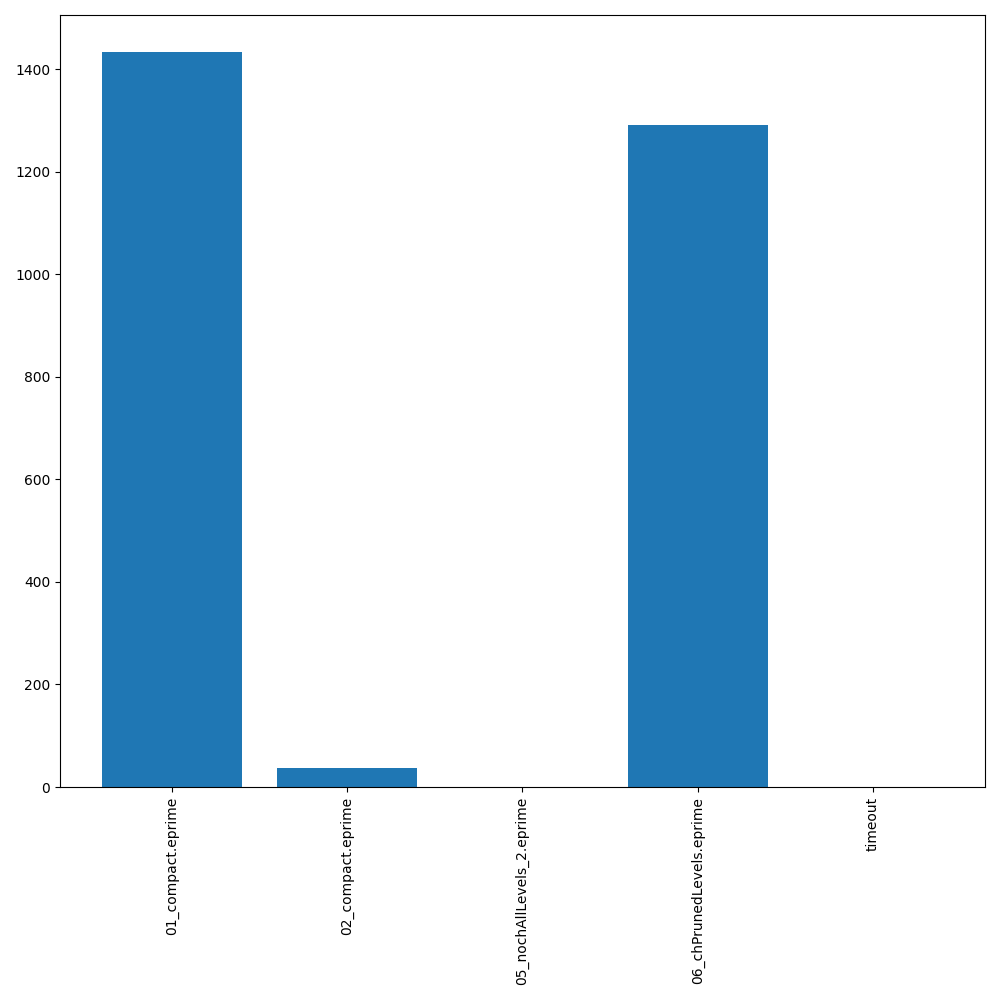 1400
1200
1000
800
600
400
200
0
01_compact.eprime
02_compact.eprime
05_nochAllLevels_2.eprime
06_chPrunedLevels.eprime
timeout